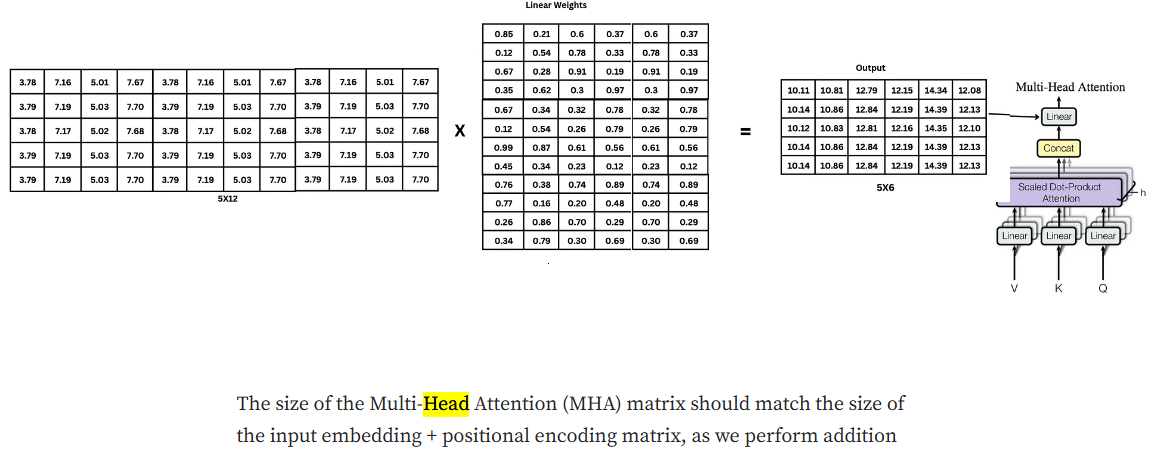 Linear Weights
0.85 0.21 0.6 0.37 0.6 0.37
0.12 0.54 0.78 0.33 0.78 0.33
0.67 0.28 0.91 0.19 0.91 0.19
0.35 0.62 0.3 0.97 0.3 0.97
0.67 0.34 0.32 0.78 0.32 0.78
0.12 0.54 0.26 0.79 0.26 0.79
0.99 0.87 0.61 0.56 0.61 0.56
0.45 0.34 0.23 0.12 0.23 0.12
0.76 0.38 0.74 0.89 0.74 0.89
0.77 0.16 0.20 0.48 0.20 0.48
0.26 0.86 0.70 0.29 0.70 0.29
0.34 0.79 0.30 0.69 0.30 0.69
3.78 7.16 5.01 7.67 3.78 7.16 5.01 7.67 3.78 7.16 5.01 7.67
3.79 7.19 5.03 7.70 3.79 7.19 5.03 7.70 3.79 7.19 5.03 7.70
3.78 7.17 5.02 7.68 3.78 7.17 5.02 7.68 3.78 7.17 5.02 7.68
3.79 7.19 5.03 7.70 3.79 7.19 5.03 7.70 3.79 7.19 5.03 7.70
3.79 7.19 5.03 7.70 3.79 7.19 5.03 7.70 3.79 7.19 5.03 7.70
5X12
X
=
Output
10.11 10.81 12.79 12.15 14.34 12.08
10.14 10.86 12.84 12.19 14.39 12.13
10.12 10.83 12.81 12.16 14.35 12.10
10.14 10.86 12.84 12.19 14.39 12.13
10.14 10.86 12.84 12.19 14.39 12.13
5X6
Multi-Head Attention
Linear
Concat
Scaled Dot-Product
Attention
h
Linear Linear Linear
V K Q
The size of the Multi-Head Attention (MHA) matrix should match the size of
the input embedding + positional encoding matrix, as we perform addition